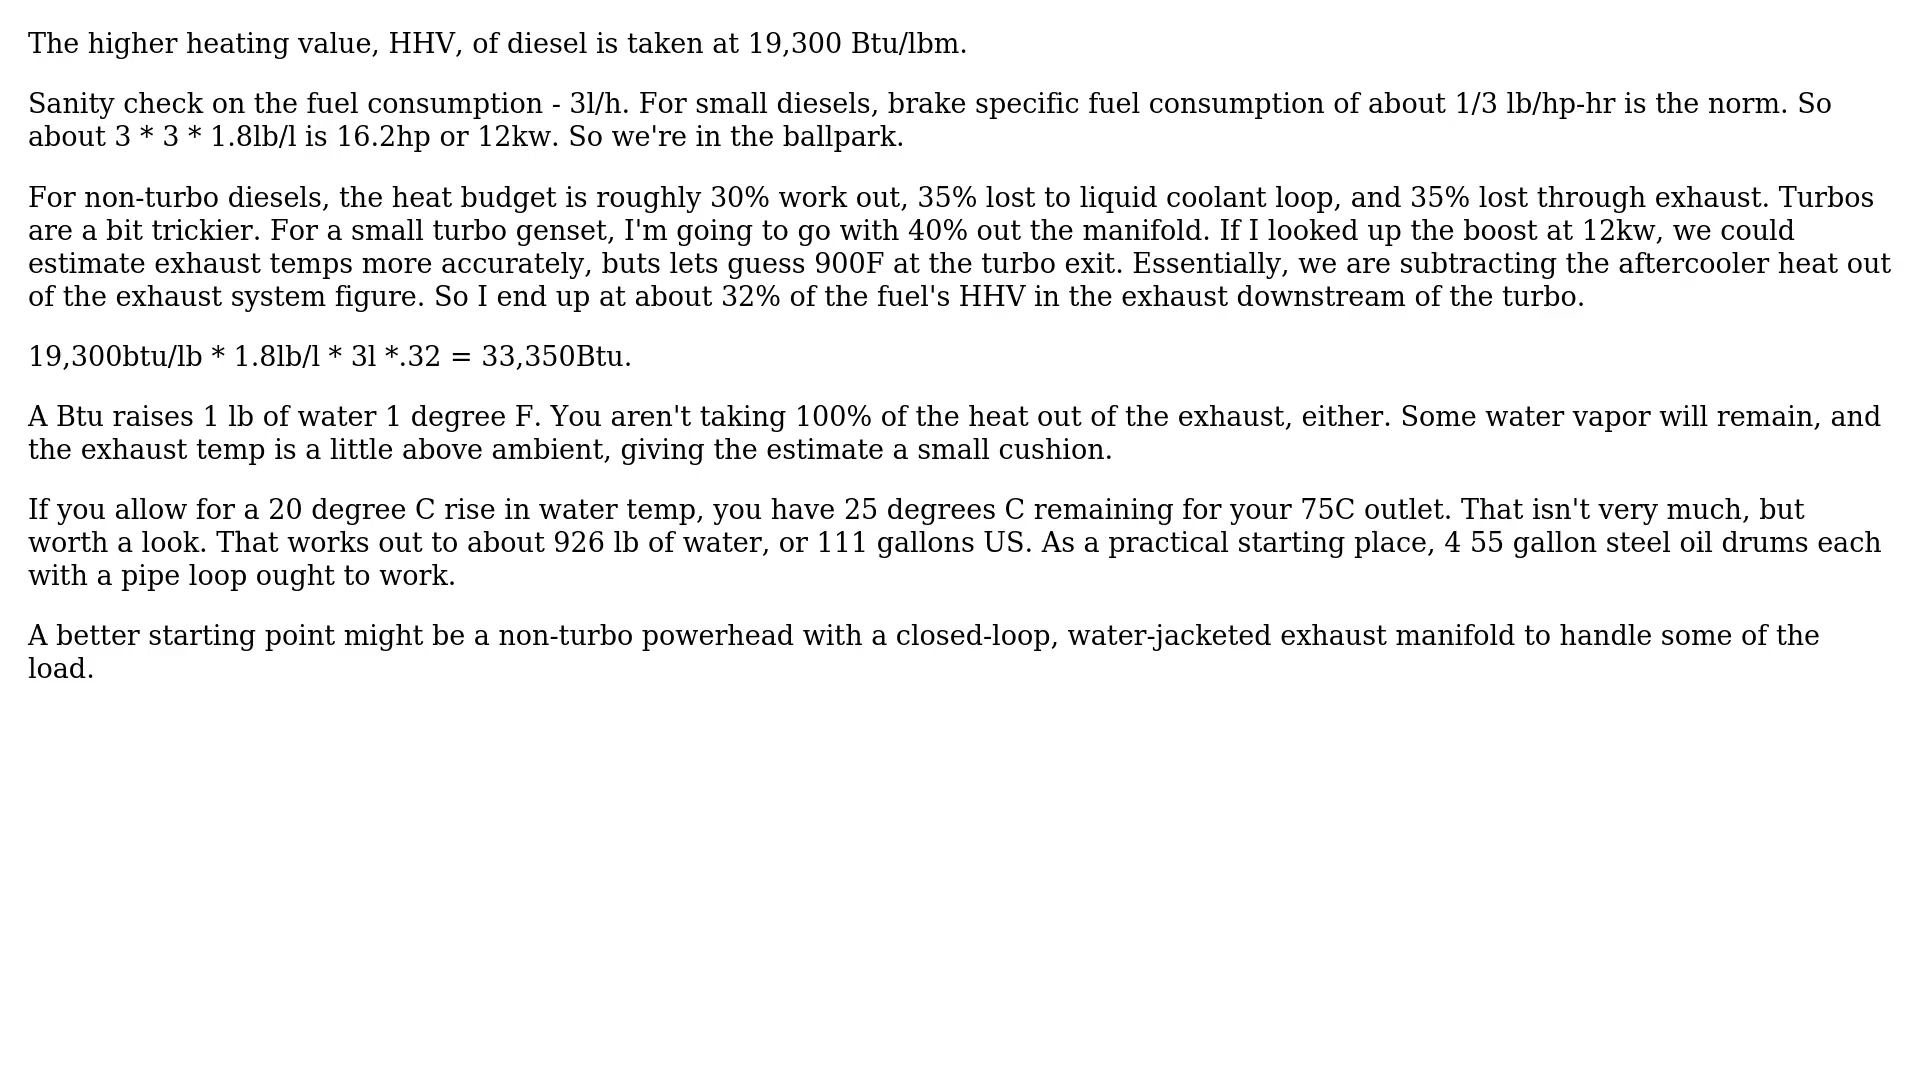 The higher heating value, HHV, of diesel is taken at 19,300 Btu/lbm.
Sanity check on the fuel consumption - 3l/h. For small diesels, brake specific fuel consumption of about 1/3 lb/hp-hr is the norm. So
about 3 * 3 * 1.8lb/l is 16.2hp or 12kw. So we're in the ballpark.
For non-turbo diesels, the heat budget is roughly 30% work out, 35% lost to liquid coolant loop, and 35% lost through exhaust. Turbos
are a bit trickier. For a small turbo genset, I'm going to go with 40% out the manifold. If I looked up the boost at 12kw, we could
estimate exhaust temps more accurately, buts lets guess 900F at the turbo exit. Essentially, we are subtracting the aftercooler heat out
of the exhaust system figure. So I end up at about 32% of the fuel's HHV in the exhaust downstream of the turbo.
19,300btu/lb * 1.8lb/l * 3l *.32 = 33,350Btu.
A Btu raises 1 lb of water 1 degree F. You aren't taking 100% of the heat out of the exhaust, either. Some water vapor will remain, and
the exhaust temp is a little above ambient, giving the estimate a small cushion.
If you allow for a 20 degree C rise in water temp, you have 25 degrees C remaining for your 75C outlet. That isn't very much, but
worth a look. That works out to about 926 lb of water, or 111 gallons US. As a practical starting place, 4 55 gallon steel oil drums each
with a pipe loop ought to work.
A better starting point might be a non-turbo powerhead with a closed-loop, water-jacketed exhaust manifold to handle some of the
load.